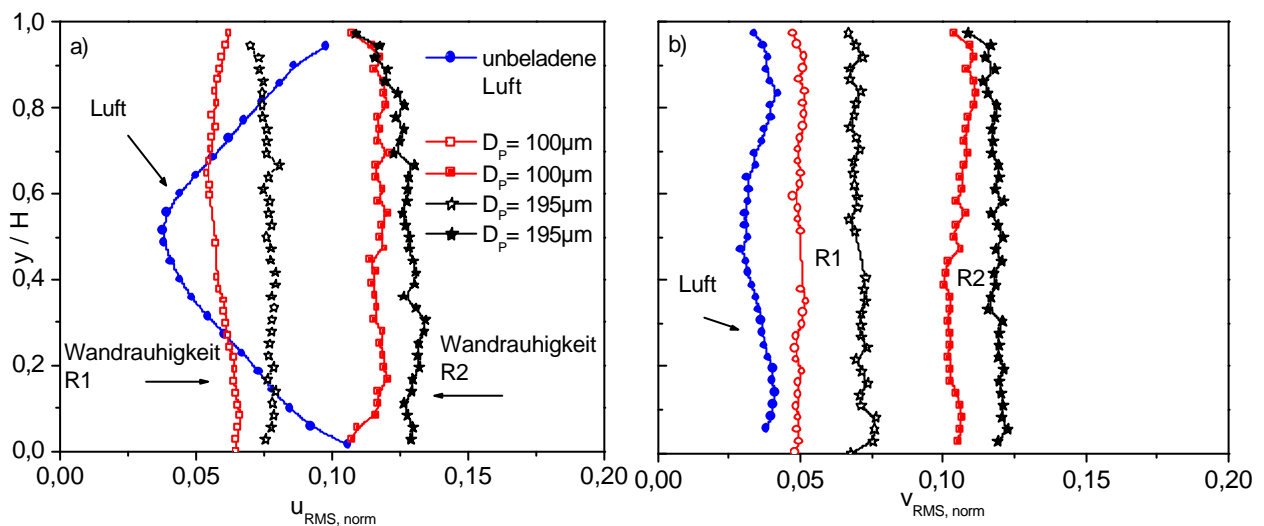 1,0
0,8
0,6
0,4
0,2
0,0
y / H
a)
Luft
unbeladene
Luft
D_P= 100µm
D_P= 100µm
D_P= 195µm
D_P= 195µm
Wandrauhigkeit
R1
Wandrauhigkeit
R2
0,00
0,05
0,10
0,15
0,20
u_RMS, norm
b)
R1
R2
Luft
0,00
0,05
0,10
0,15
0,20
v_RMS, norm